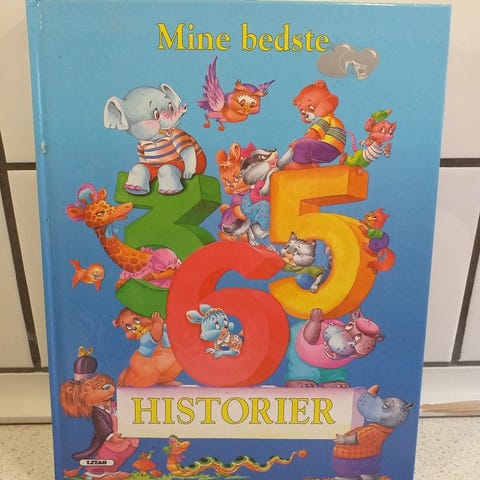 Mine bedste
365
HISTORIER
LITAS